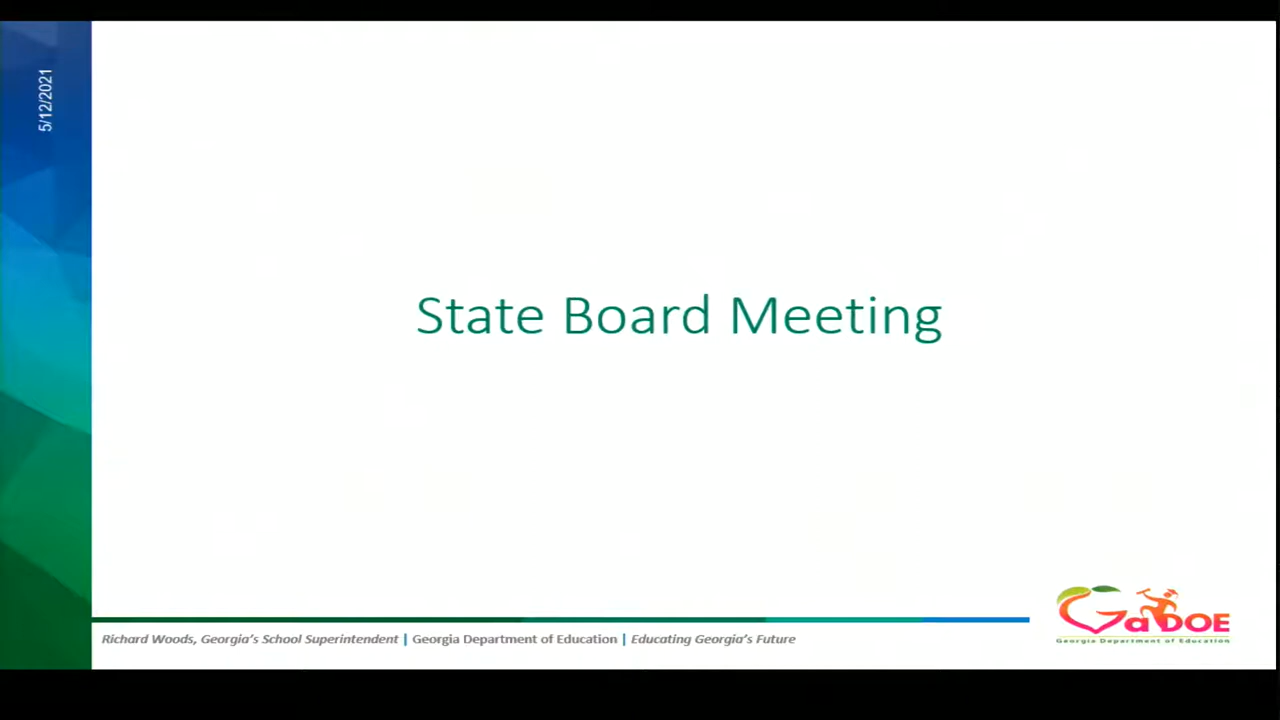 5/12/2021
State Board Meeting
Richard Woods, Georgia's School Superintendent | Georgia Department of Education | Educating Georgia's Future
GaDOE
Georgia Department of Education